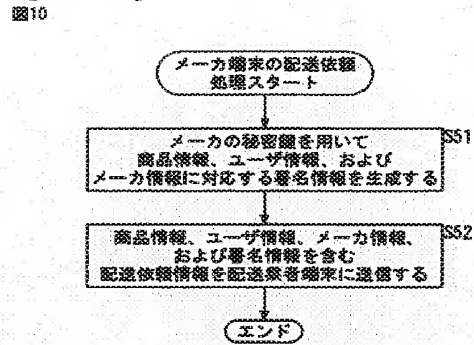 図10
メーカ端末の配送依頼
処理スタート
メーカの秘密鍵を用いて
商品情報、ユーザ情報、および
メーカ情報に対応する署名情報を生成する
S51
商品情報、ユーザ情報、メーカ情報、
および署名情報を含む
配送依頼情報を配送業者端末に送信する
S52
エンド